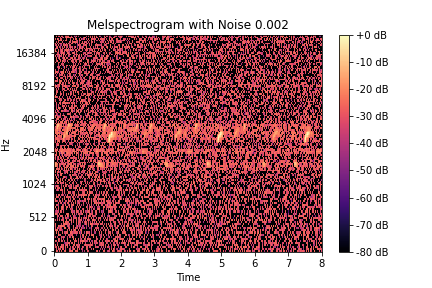 Melspectrogram with Noise 0.002
Hz
16384
8192
4096
2048
1024
512
0
0 1 2 3 4 5 6 7 8
Time
+0 dB
-10 dB
-20 dB
-30 dB
-40 dB
-50 dB
-60 dB
-70 dB
-80 dB